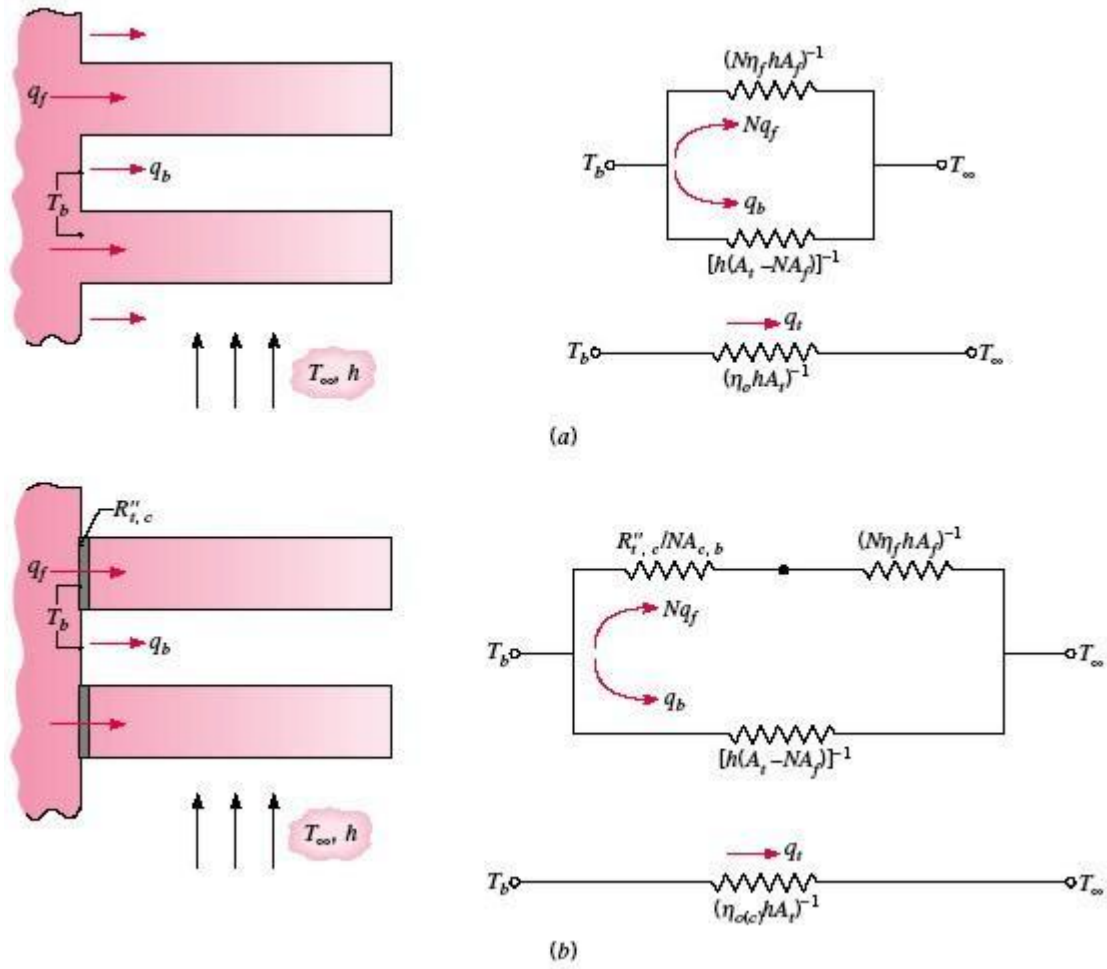 (Nη_f hA_f)⁻¹
q_f
Nq_f
q_b
T_b
T_b
T_∞
q_b
[h(A_t – NA_f)]⁻¹
q_t
T_b
T_∞
(η_o hA_t)⁻¹
T_∞, h
(a)
R″_t, c
R″_t, c/NA_c, b
(Nη_f hA_f)⁻¹
q_f
Nq_f
T_b
q_b
T_b
T_∞
q_b
[h(A_t – NA_f)]⁻¹
T_∞, h
q_t
T_b
T_∞
(η_o(c) hA_t)⁻¹
(b)